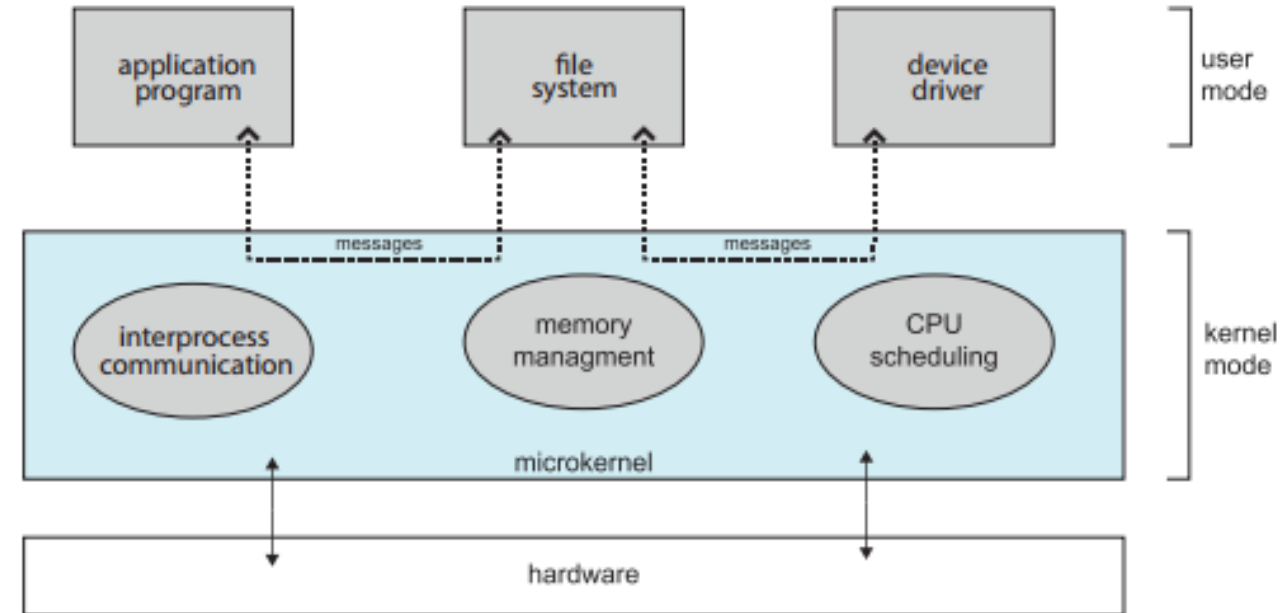 application
program
file
system
device
driver
user
mode
messages
messages
interprocess
communication
memory
managment
CPU
scheduling
kernel
mode
microkernel
hardware